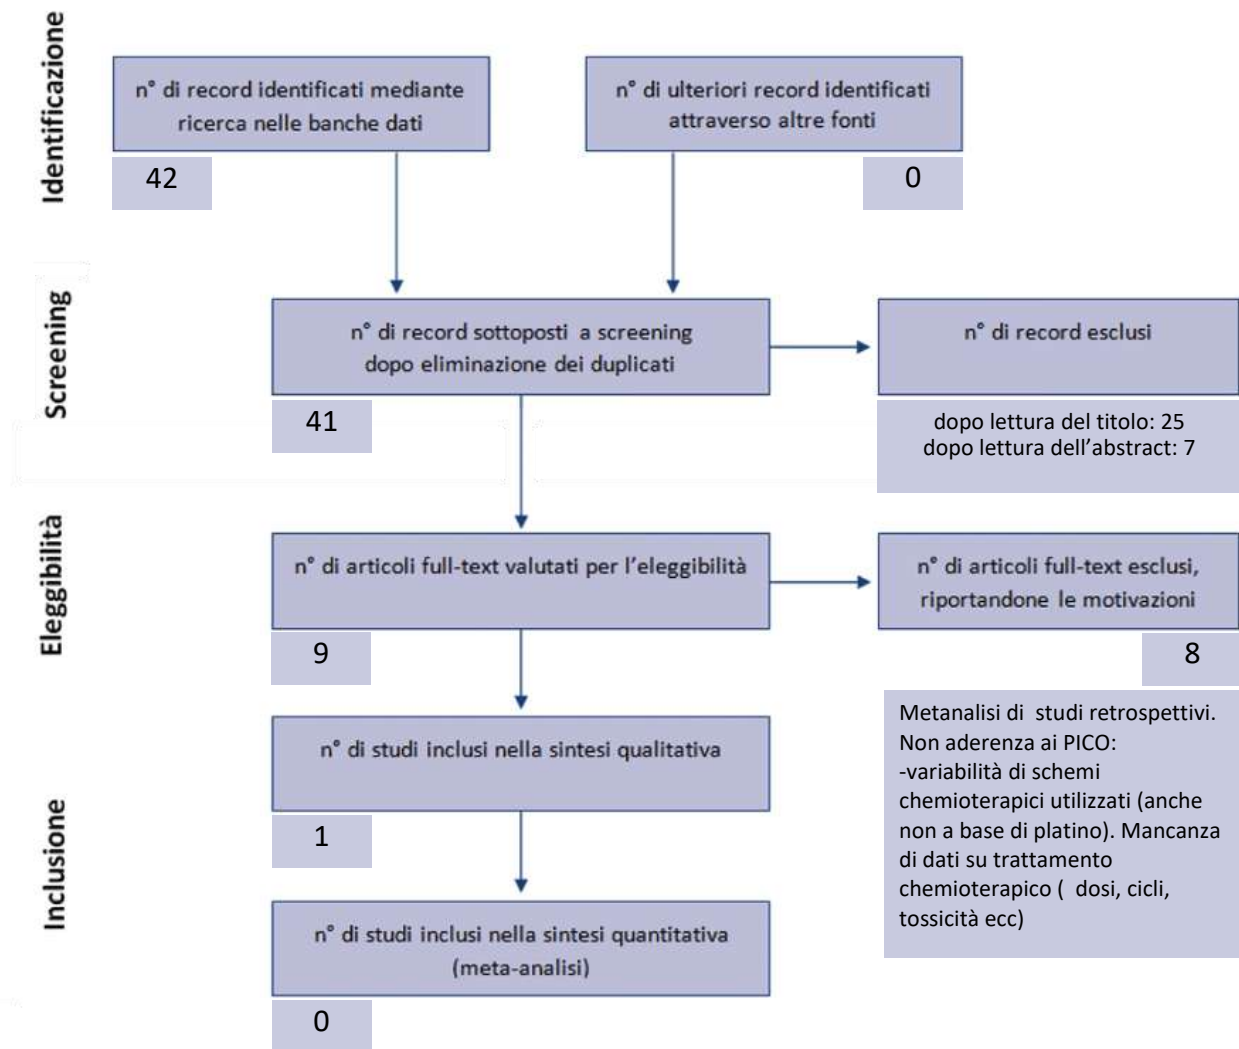 Identificazione
n° di record identificati mediante
ricerca nelle banche dati
42
n° di ulteriori record identificati
attraverso altre fonti
0
Screening
n° di record sottoposti a screening
dopo eliminazione dei duplicati
41
n° di record esclusi
dopo lettura del titolo: 25
dopo lettura dell’abstract: 7
Eleggibilità
n° di articoli full-text valutati per l’eleggibilità
9
n° di articoli full-text esclusi,
riportandone le motivazioni
8
Metanalisi di studi retrospettivi.
Non aderenza ai PICO:
-variabilità di schemi
chemioterapici utilizzati (anche
non a base di platino). Mancanza
di dati su trattamento
chemioterapico ( dosi, cicli,
tossicità ecc)
Inclusione
n° di studi inclusi nella sintesi qualitativa
1
n° di studi inclusi nella sintesi quantitativa
(meta-analisi)
0